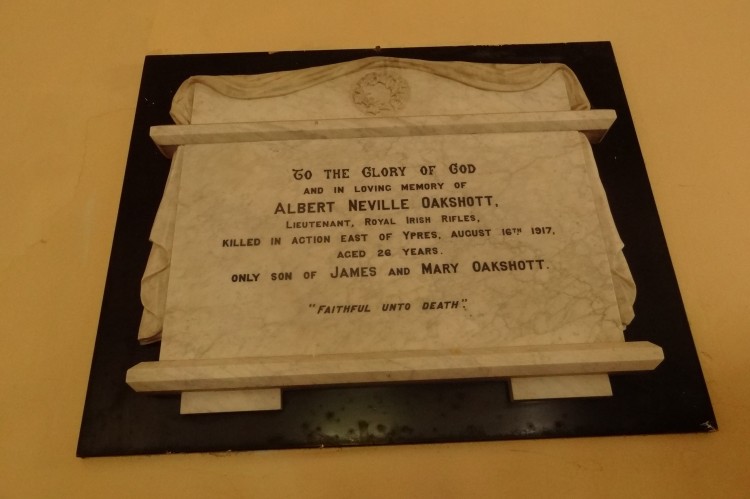 To the Glory of God
and in loving memory of
Albert Neville Oakshott,
Lieutenant, Royal Irish Rifles,
killed in action east of Ypres, August 16th 1917,
aged 26 years.
only son of James and Mary Oakshott.
"Faithful unto death"